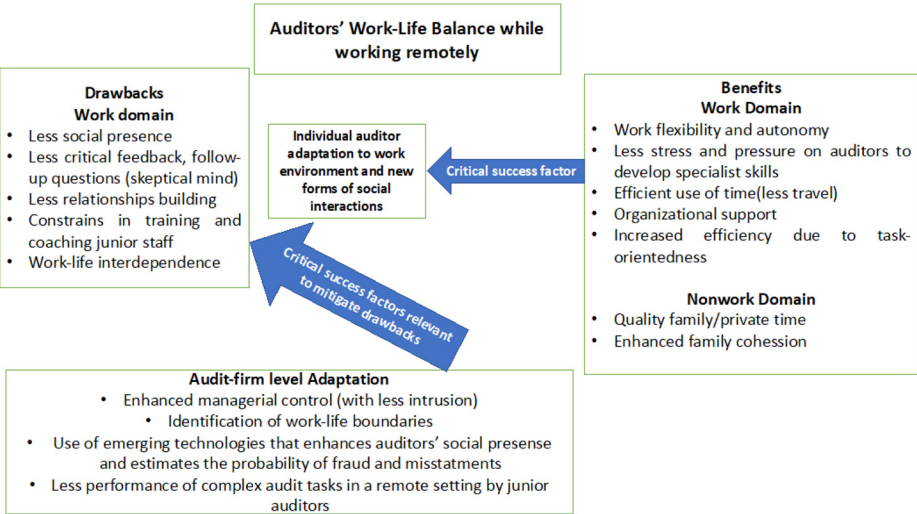 Auditors’ Work-Life Balance while
working remotely
Drawbacks
Work domain
• Less social presence
• Less critical feedback, follow-
up questions (skeptical mind)
• Less relationships building
• Constrains in training and
coaching junior staff
• Work-life interdependence
Individual auditor
adaptation to work
environment and new
forms of social
interactions
Critical success factor
Benefits
Work Domain
• Work flexibility and autonomy
• Less stress and pressure on auditors to
develop specialist skills
• Efficient use of time(less travel)
• Organizational support
• Increased efficiency due to task-
orientedness
Nonwork Domain
• Quality family/private time
• Enhanced family cohession
Critical success factors relevant
to mitigate drawbacks
Audit-firm level Adaptation
• Enhanced managerial control (with less intrusion)
• Identification of work-life boundaries
• Use of emerging technologies that enhances auditors’ social presense
and estimates the probability of fraud and misstatments
• Less performance of complex audit tasks in a remote setting by junior
auditors